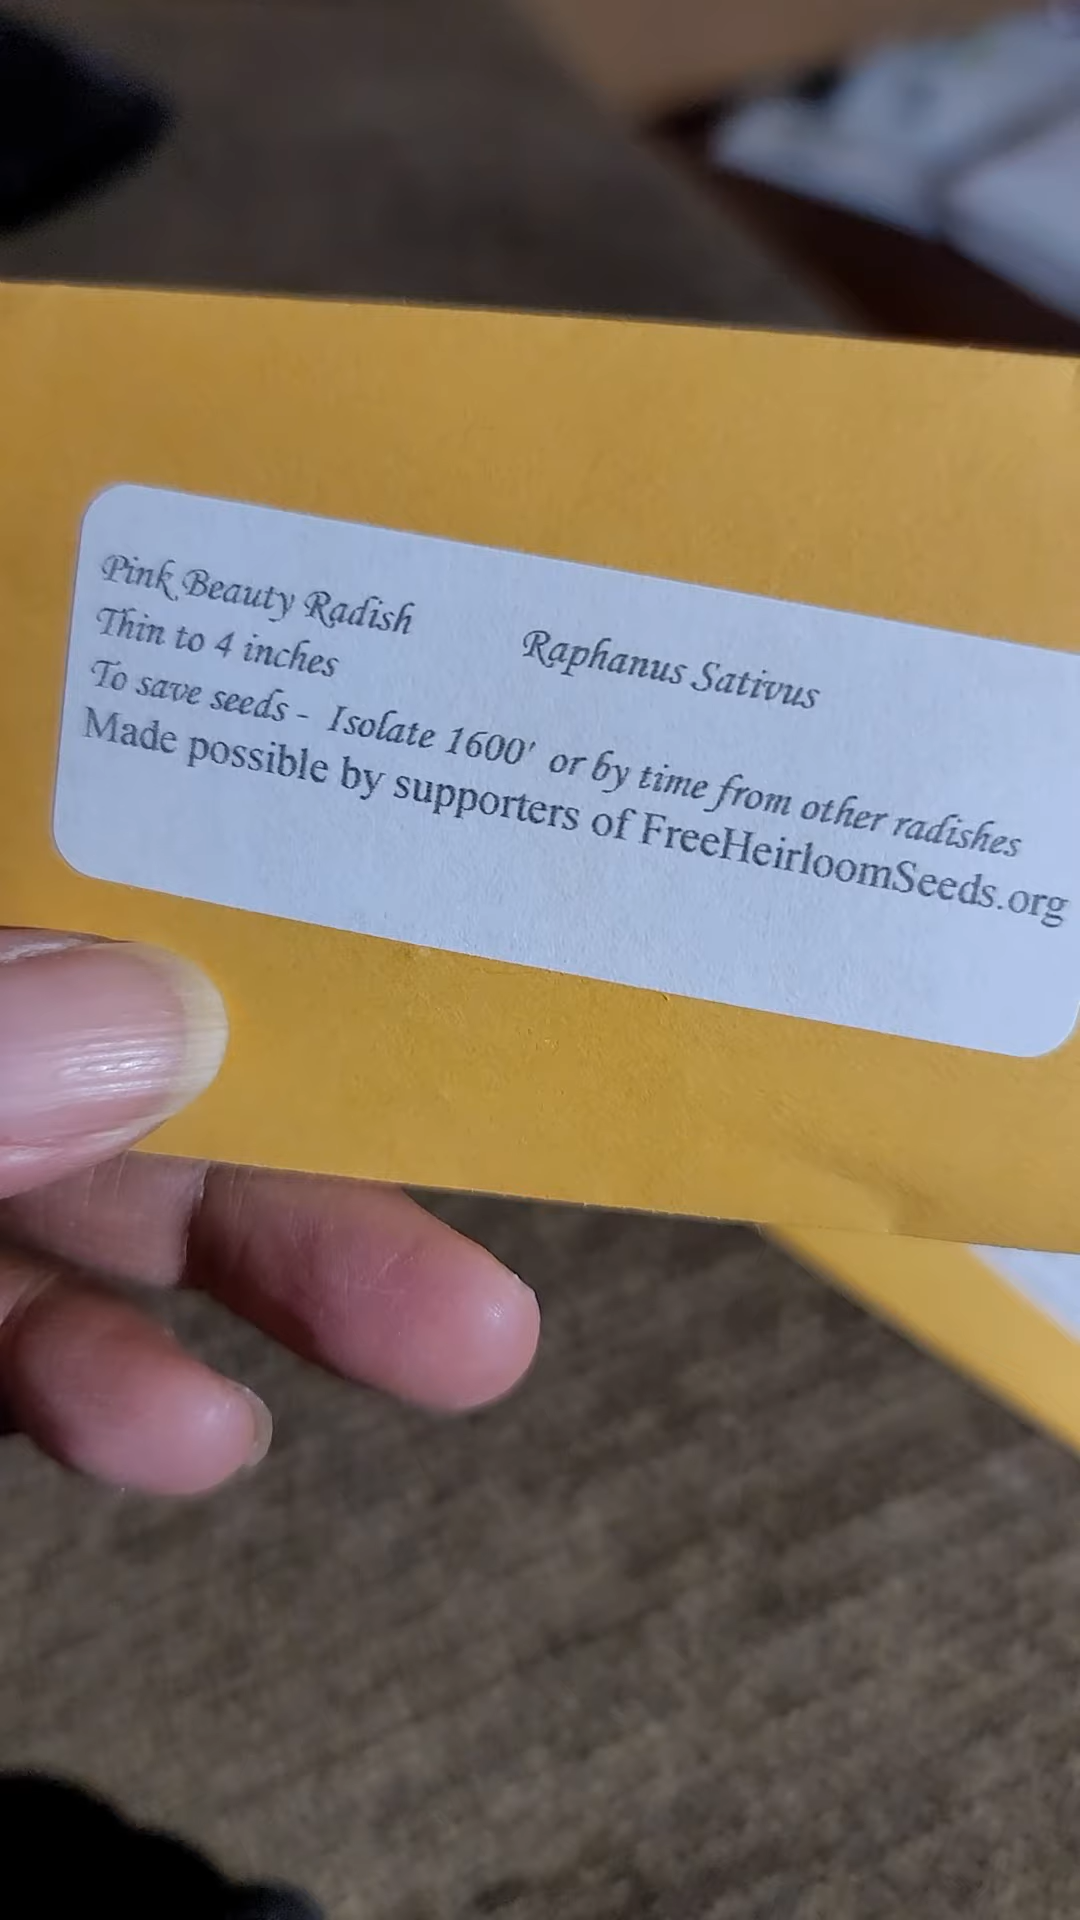 Pink Beauty Radish Raphanus Sativus
Thin to 4 inches
To save seeds - Isolate 1600' or by time from other radishes
Made possible by supporters of FreeHeirloomSeeds.org